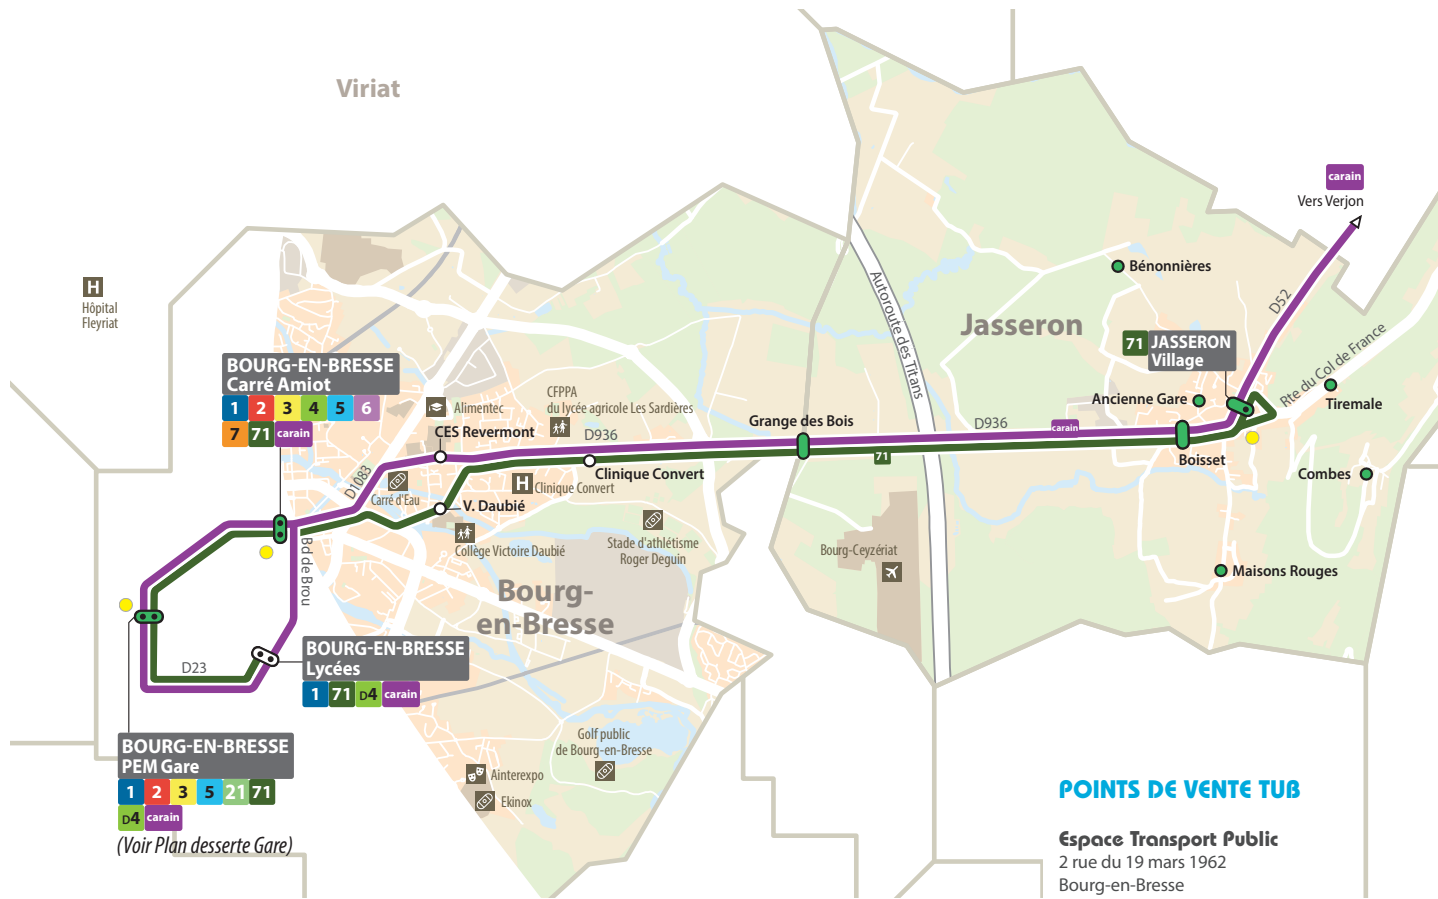 Viriat
carain
Vers Verjon
Hôpital
Fleyriat
Bénonnières
Autoroute des Titans
D52
Jasseron
71 JASSERON
Village
Rte du Col de France
BOURG-EN-BRESSE
Carré Amiot
1 2 3 4 5 6
7 71 carain
CFPPA
du lycée agricole Les Sardières
Alimentec
Ancienne Gare
Tiremale
Grange des Bois
D936
carain
CES Revermont
D936
71
Boisset
Clinique Convert
Combes
D1083
Carré d'Eau
Clinique Convert
V. Daubié
Collège Victoire Daubié
Stade d'athlétisme
Roger Deguin
Bourg-Ceyzériat
Bd de Brou
Maisons Rouges
Bourg-
en-Bresse
D23
BOURG-EN-BRESSE
Lycées
1 71 D4 carain
BOURG-EN-BRESSE
PEM Gare
1 2 3 5 21 71
D4 carain
(Voir Plan desserte Gare)
Golf public
de Bourg-en-Bresse
Ainterexpo
Ekinox
POINTS DE VENTE TUB
Espace Transport Public
2 rue du 19 mars 1962
Bourg-en-Bresse